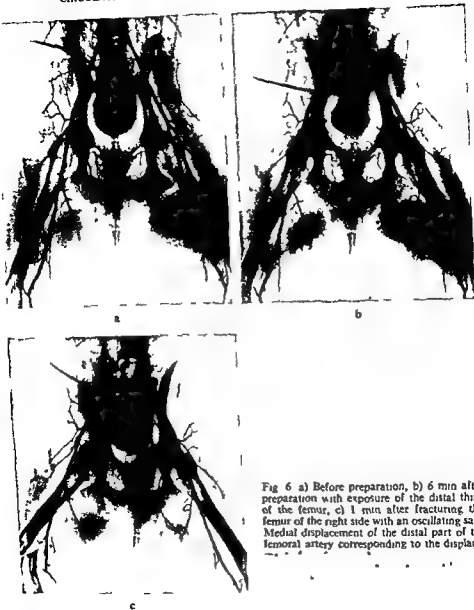 a
b
c
Fig 6 a) Before preparation, b) 6 min aft
preparation with exposure of the distal thi
of the femur, c) 1 min after fracturing th
femur of the right side with an oscillating sa
Medial displacement of the distal part of t
femoral artery corresponding to the displac